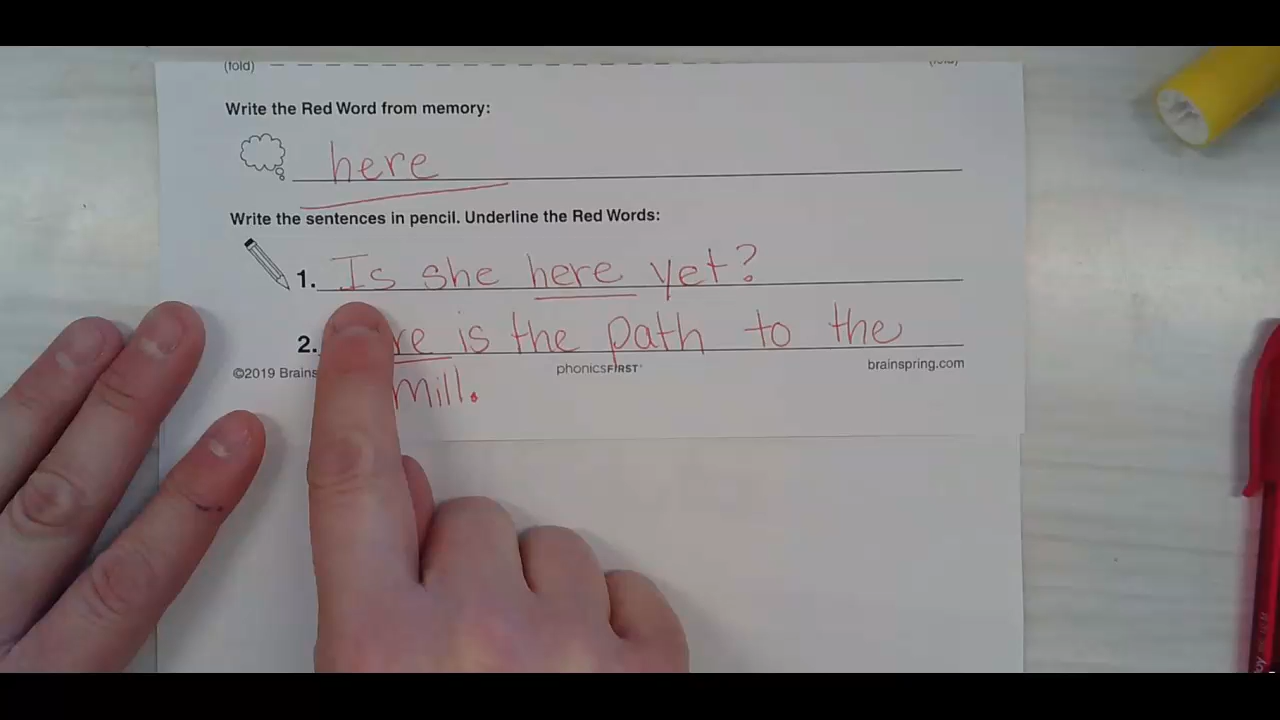 (fold) (fold)
Write the Red Word from memory:
here
Write the sentences in pencil. Underline the Red Words:
1. Is she here yet?
2. re is the path to the
©2019 Brains phonicsFIRST® brainspring.com
Mill.